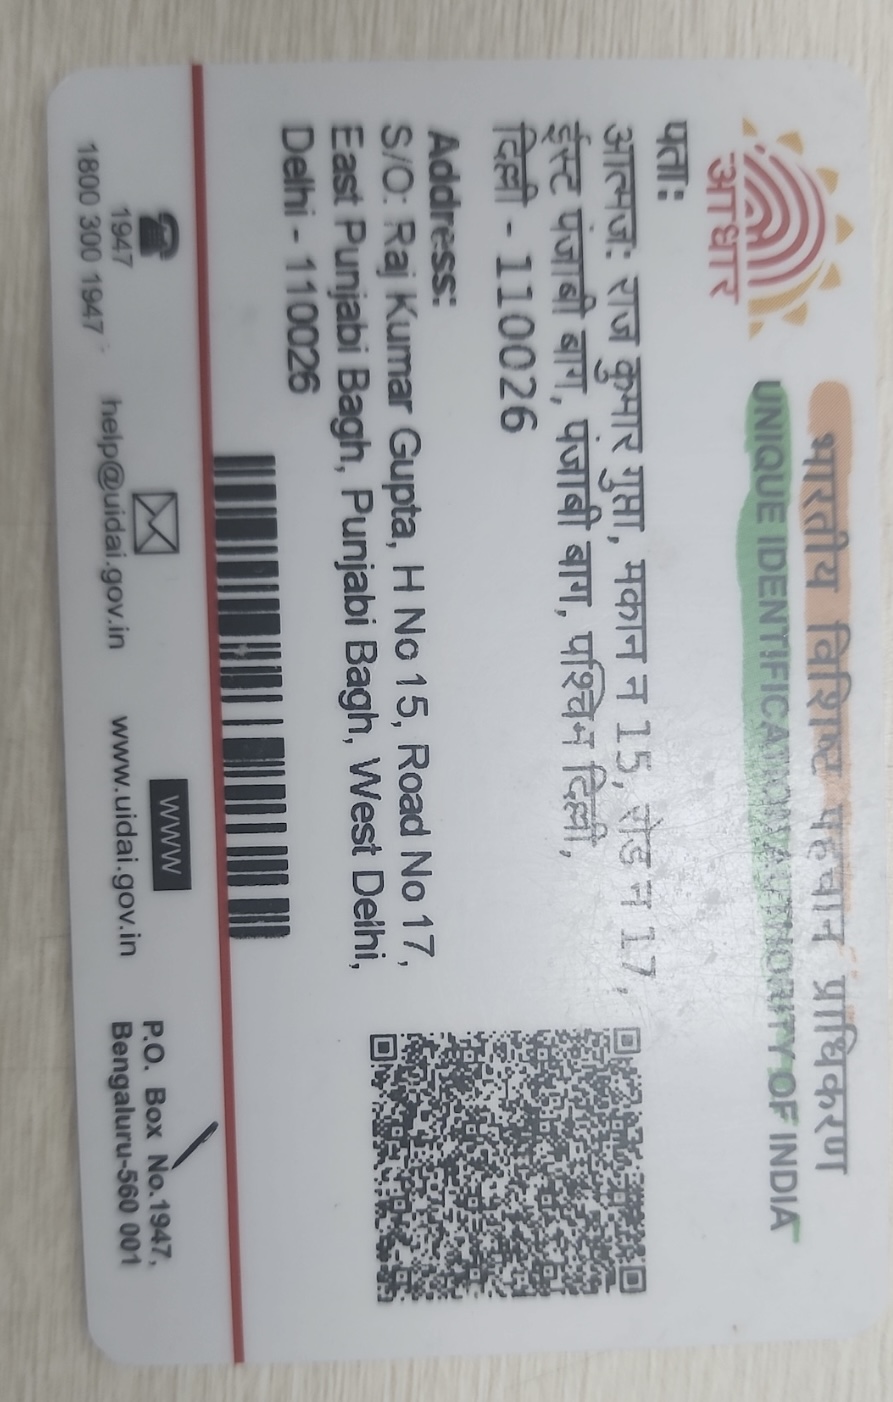 भारतीय विशिष्ट पहचान प्राधिकरण
UNIQUE IDENTIFICATION AUTHORITY OF INDIA
आधार
पता:
आत्मज: राज कुमार गुप्ता, मकान न 15, रोड न 17,
ईस्ट पंजाबी बाग, पंजाबी बाग, पश्चिम दिल्ली,
दिल्ली - 110026
Address:
S/O: Raj Kumar Gupta, H No 15, Road No 17,
East Punjabi Bagh, Punjabi Bagh, West Delhi,
Delhi - 110026
1947
1800 300 1947
help@uidai.gov.in
WWW
www.uidai.gov.in
P.O. Box No.1947,
Bengaluru-560 001